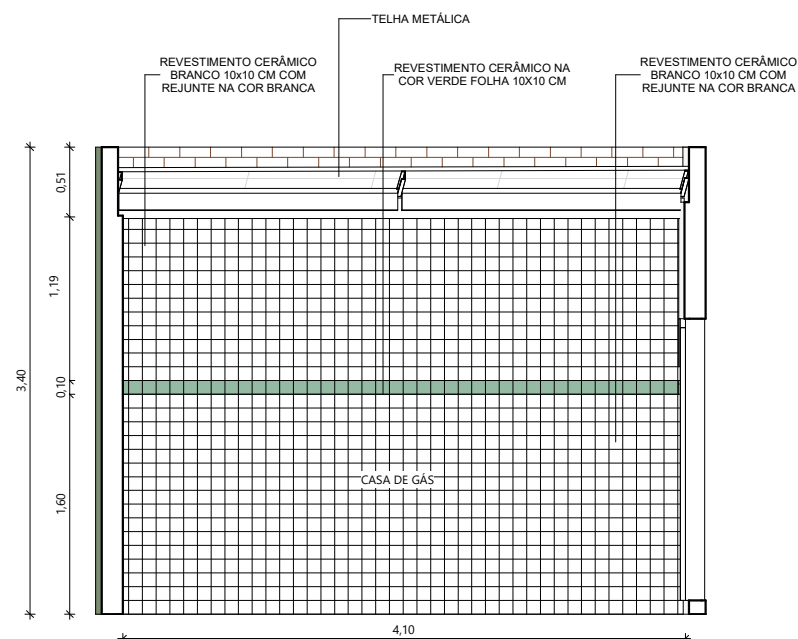 TELHA METÁLICA
REVESTIMENTO CERÂMICO
BRANCO 10x10 CM COM
REJUNTE NA COR BRANCA
REVESTIMENTO CERÂMICO NA
COR VERDE FOLHA 10X10 CM
REVESTIMENTO CERÂMICO
BRANCO 10x10 CM COM
REJUNTE NA COR BRANCA
0,51
1,19
3,40
0,10
1,60
CASA DE GÁS
4,10